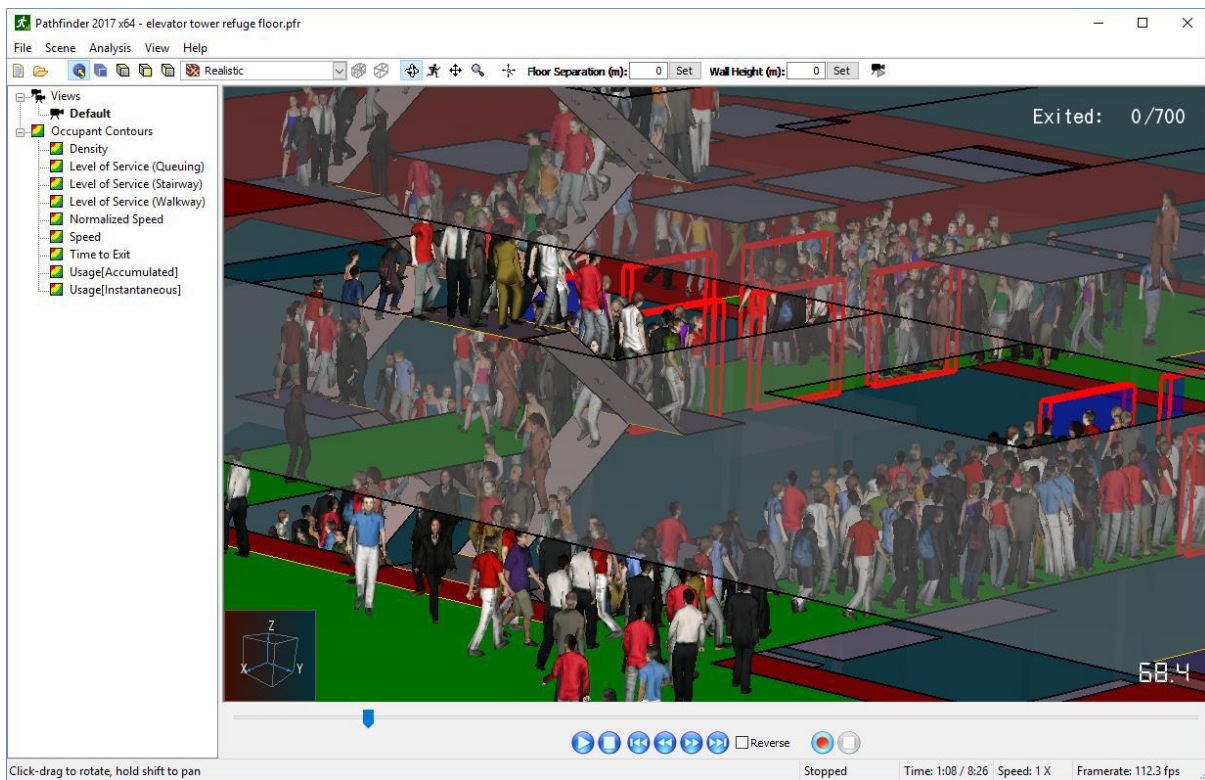 Pathfinder 2017 x64 - elevator tower refuge floor.pfr
File Scene Analysis View Help
Realistic
Floor Separation (m): 0 Set Wall Height (m): 0 Set
Views
Default
Occupant Contours
Density
Level of Service (Queuing)
Level of Service (Stairway)
Level of Service (Walkway)
Normalized Speed
Speed
Time to Exit
Usage[Accumulated]
Usage[Instantaneous]
Exited: 0/700
Z
X
Y
68.4
Reverse
Click-drag to rotate, hold shift to pan
Stopped
Time: 1:08 / 8:26
Speed: 1 X
Framerate: 112.3 fps